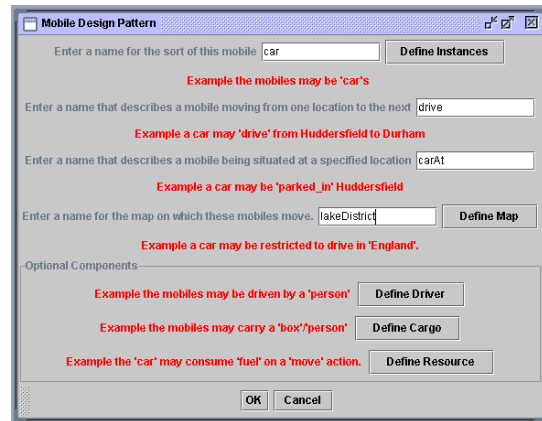 Mobile Design Pattern
Enter a name for the sort of this mobile car Define Instances
Example the mobiles may be 'car's
Enter a name that describes a mobile moving from one location to the next drive
Example a car may 'drive' from Huddersfield to Durham
Enter a name that describes a mobile being situated at a specified location carAt
Example a car may be 'parked_in' Huddersfield
Enter a name for the map on which these mobiles move. lakeDistrict Define Map
Example a car may be restricted to drive in 'England'.
Optional Components
Example the mobiles may be driven by a 'person' Define Driver
Example the mobiles may carry a 'box'/'person' Define Cargo
Example the 'car' may consume 'fuel' on a 'move' action. Define Resource
OK Cancel